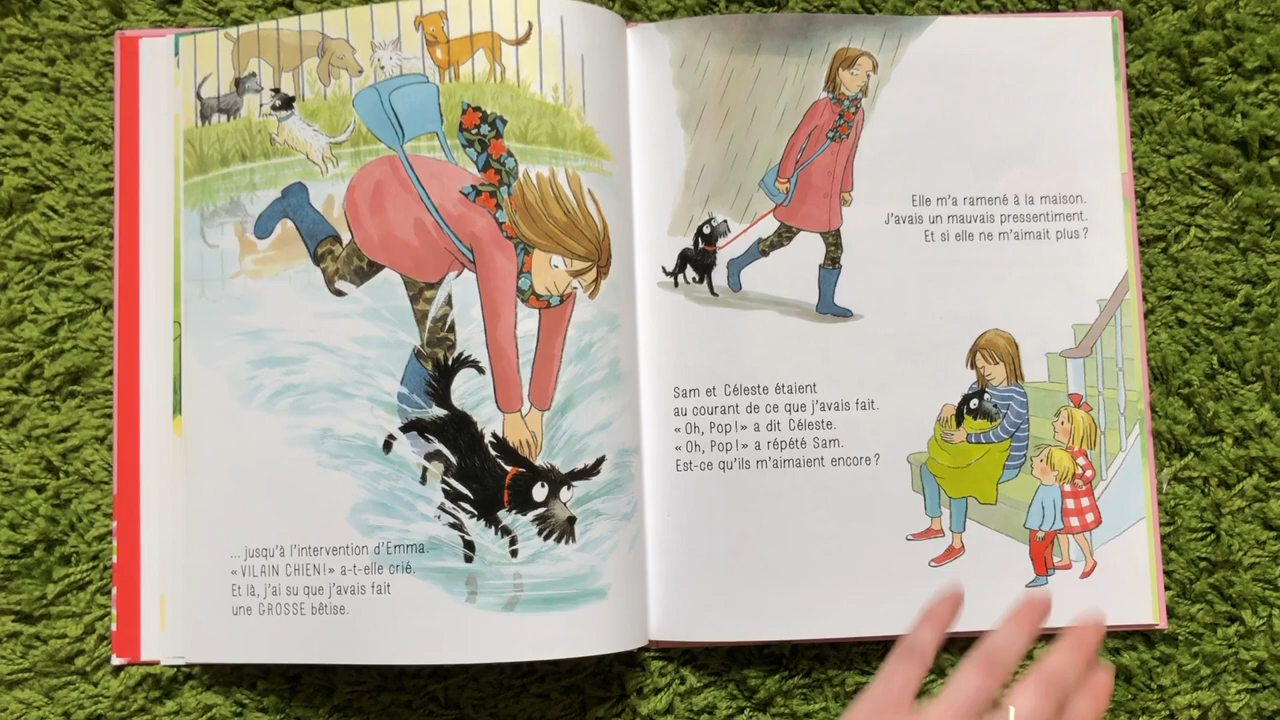 ... jusqu'à l'intervention d'Emma.
« VILAIN CHIEN! » a-t-elle crié.
Et là, j'ai su que j'avais fait
une GROSSE bêtise.
Elle m'a ramené à la maison.
J'avais un mauvais pressentiment.
Et si elle ne m'aimait plus ?
Sam et Céleste étaient
au courant de ce que j'avais fait.
« Oh, Pop! » a dit Céleste.
« Oh, Pop! » a répété Sam.
Est-ce qu'ils m'aimaient encore ?